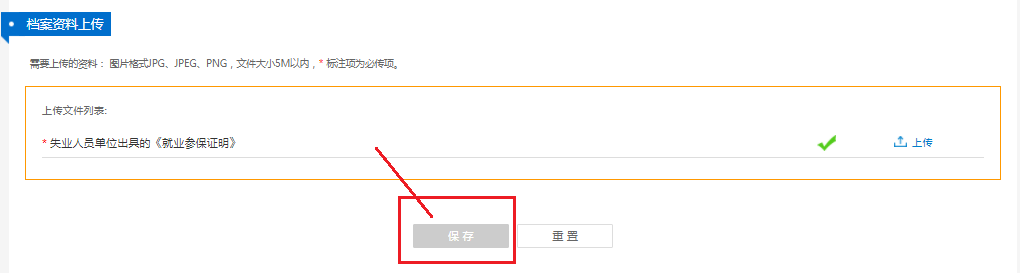 档案资料上传
需要上传的资料： 图片格式JPG、JPEG、PNG，文件大小5M以内，* 标注项为必传项。
上传文件列表:
* 失业人员单位出具的《就业参保证明》 上传
保 存 重 置